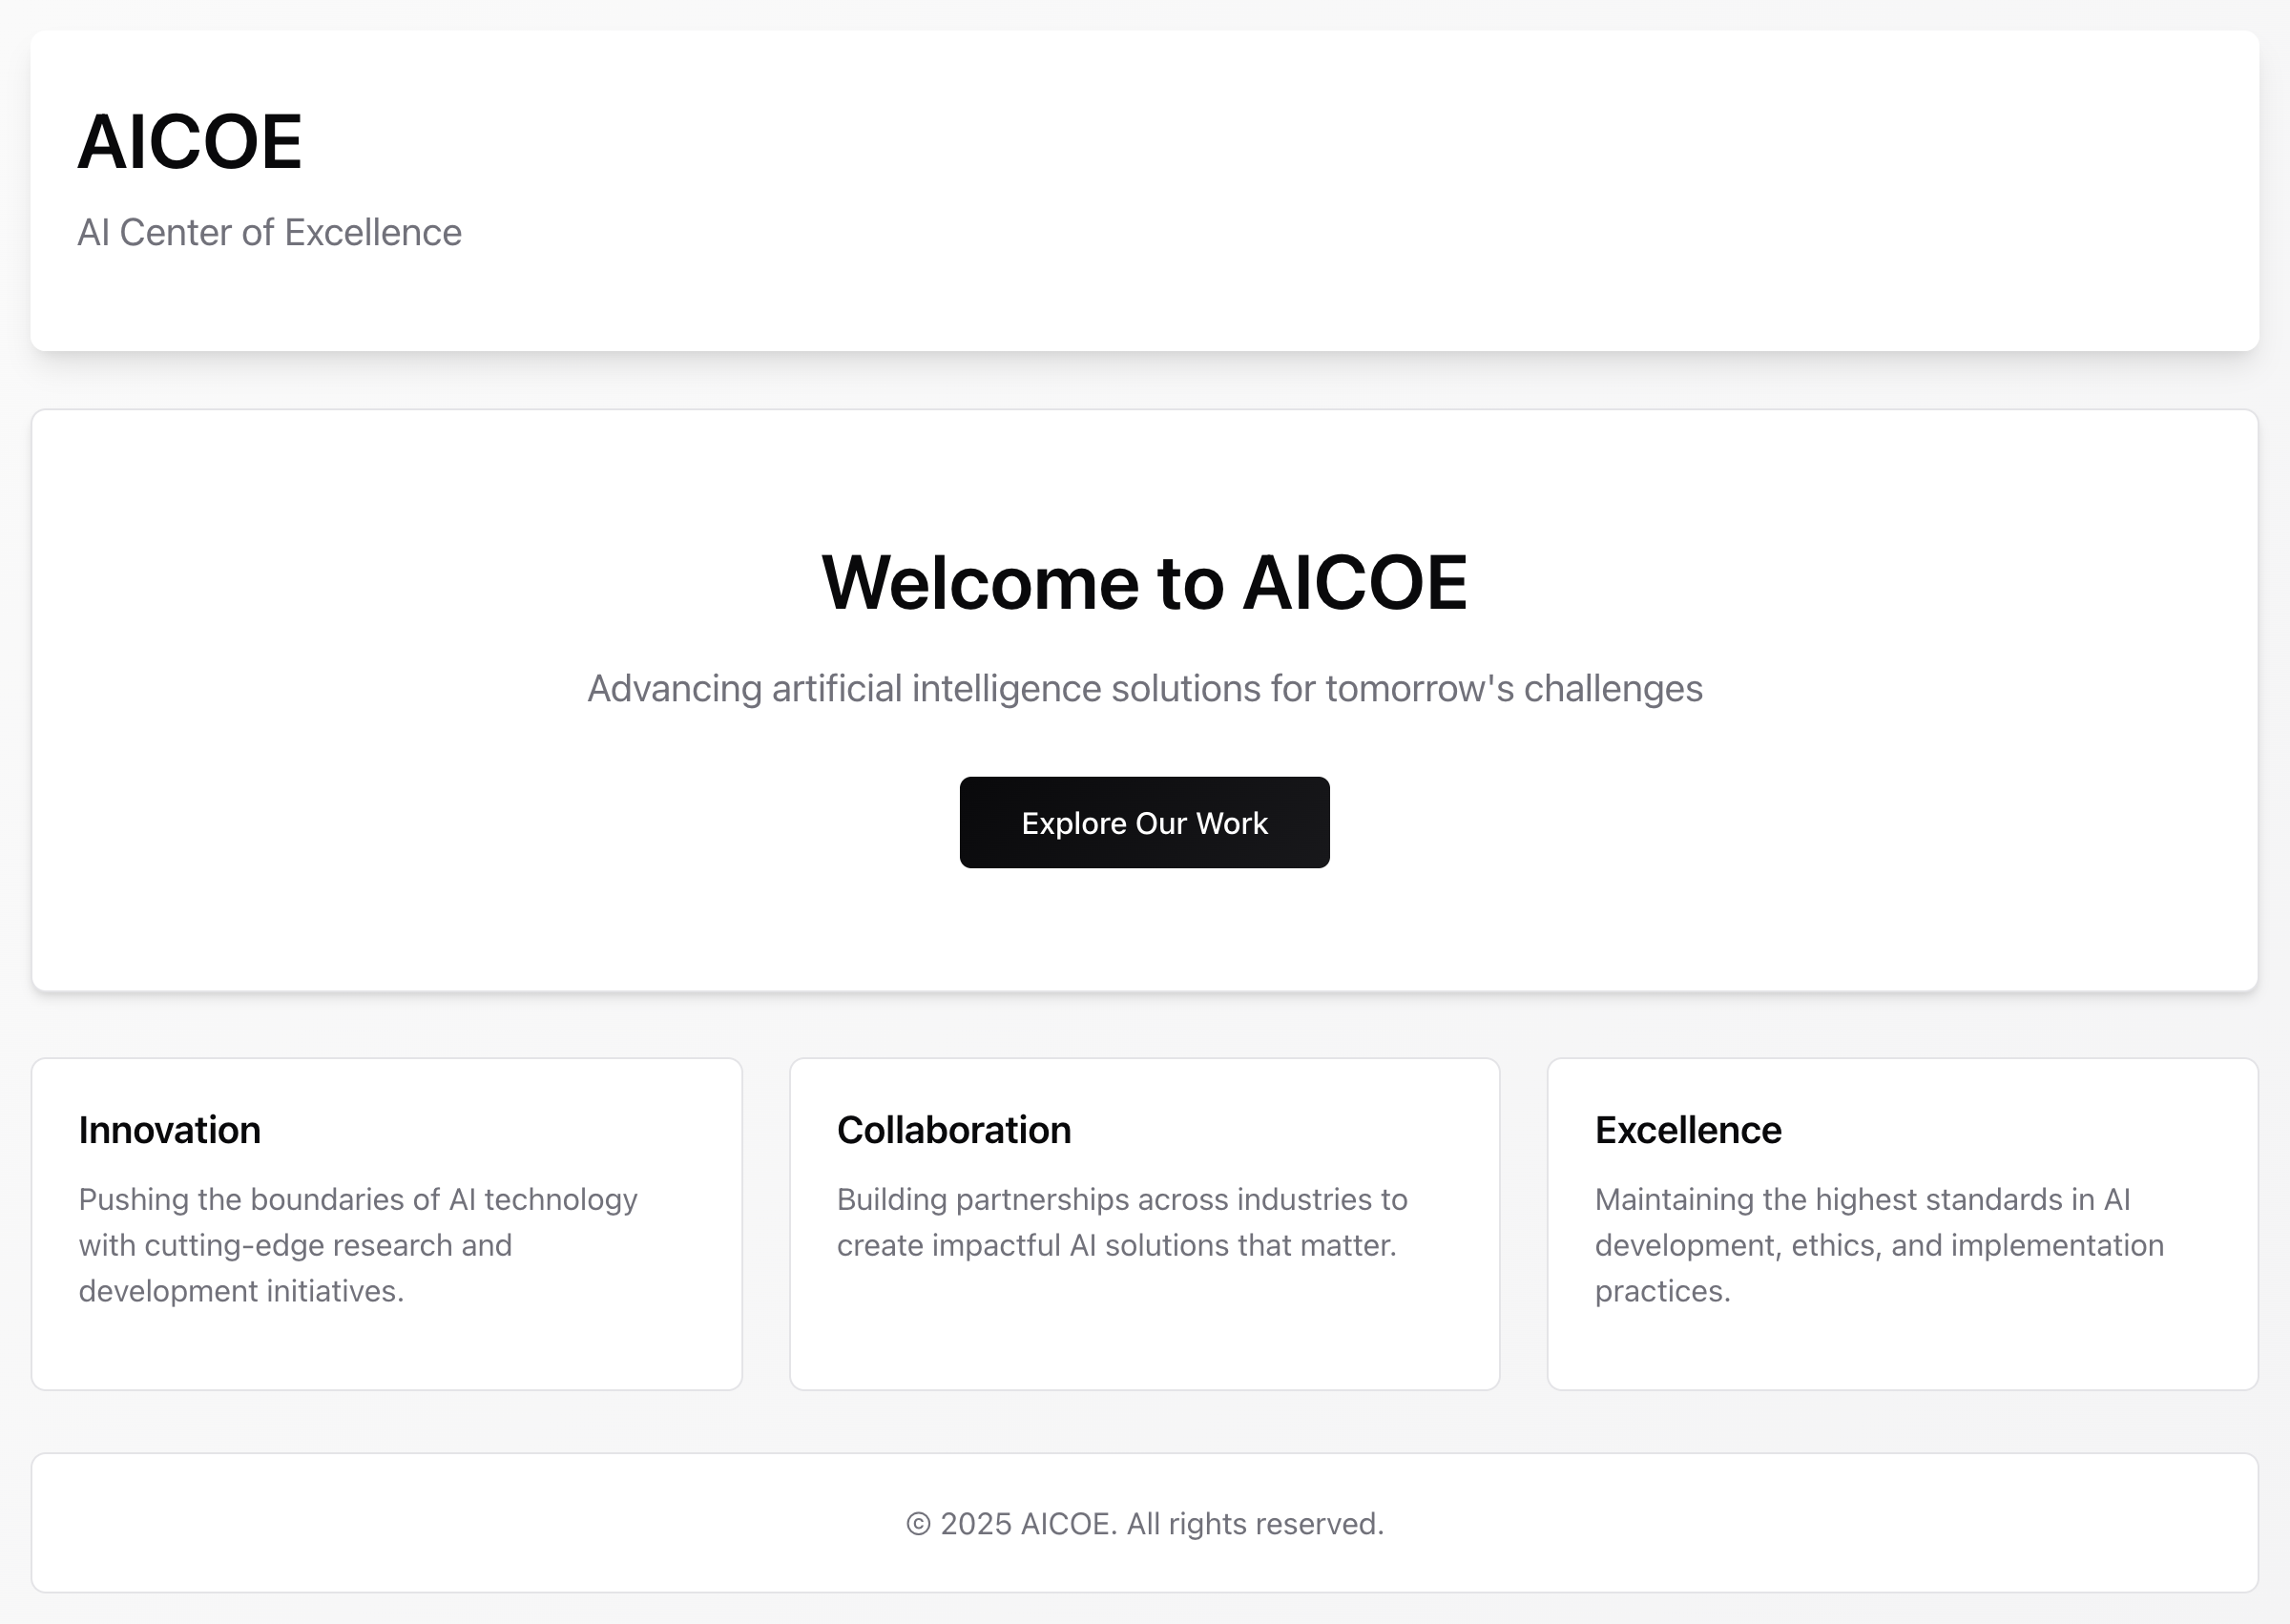 AICOE
AI Center of Excellence
Welcome to AICOE
Advancing artificial intelligence solutions for tomorrow's challenges
Explore Our Work
Innovation
Pushing the boundaries of AI technology
with cutting-edge research and
development initiatives.
Collaboration
Building partnerships across industries to
create impactful AI solutions that matter.
Excellence
Maintaining the highest standards in AI
development, ethics, and implementation
practices.
© 2025 AICOE. All rights reserved.